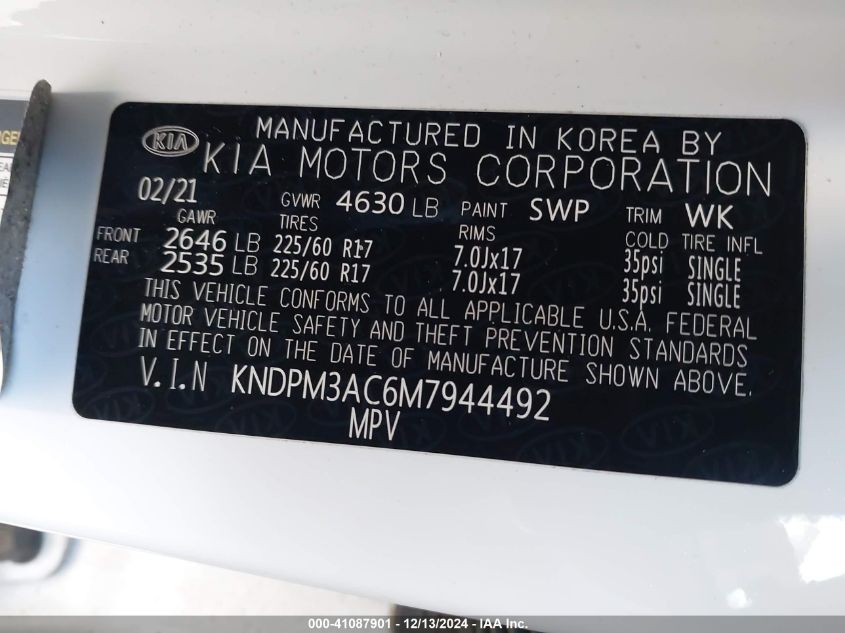 KIA
MANUFACTURED IN KOREA BY
KIA MOTORS CORPORATION
02/21 GVWR 4630 LB PAINT SWP TRIM WK
GAWR TIRES RIMS COLD TIRE INFL
FRONT 2646 LB 225/60 R17 7.0Jx17 35psi SINGLE
REAR 2535 LB 225/60 R17 7.0Jx17 35psi SINGLE
THIS VEHICLE CONFORMS TO ALL APPLICABLE U.S.A. FEDERAL
MOTOR VEHICLE SAFETY AND THEFT PREVENTION STANDARDS
IN EFFECT ON THE DATE OF MANUFACTURE SHOWN ABOVE.
V.I.N KNDPM3AC6M7944492
MPV
000-41087901 - 12/13/2024 - IAA Inc.